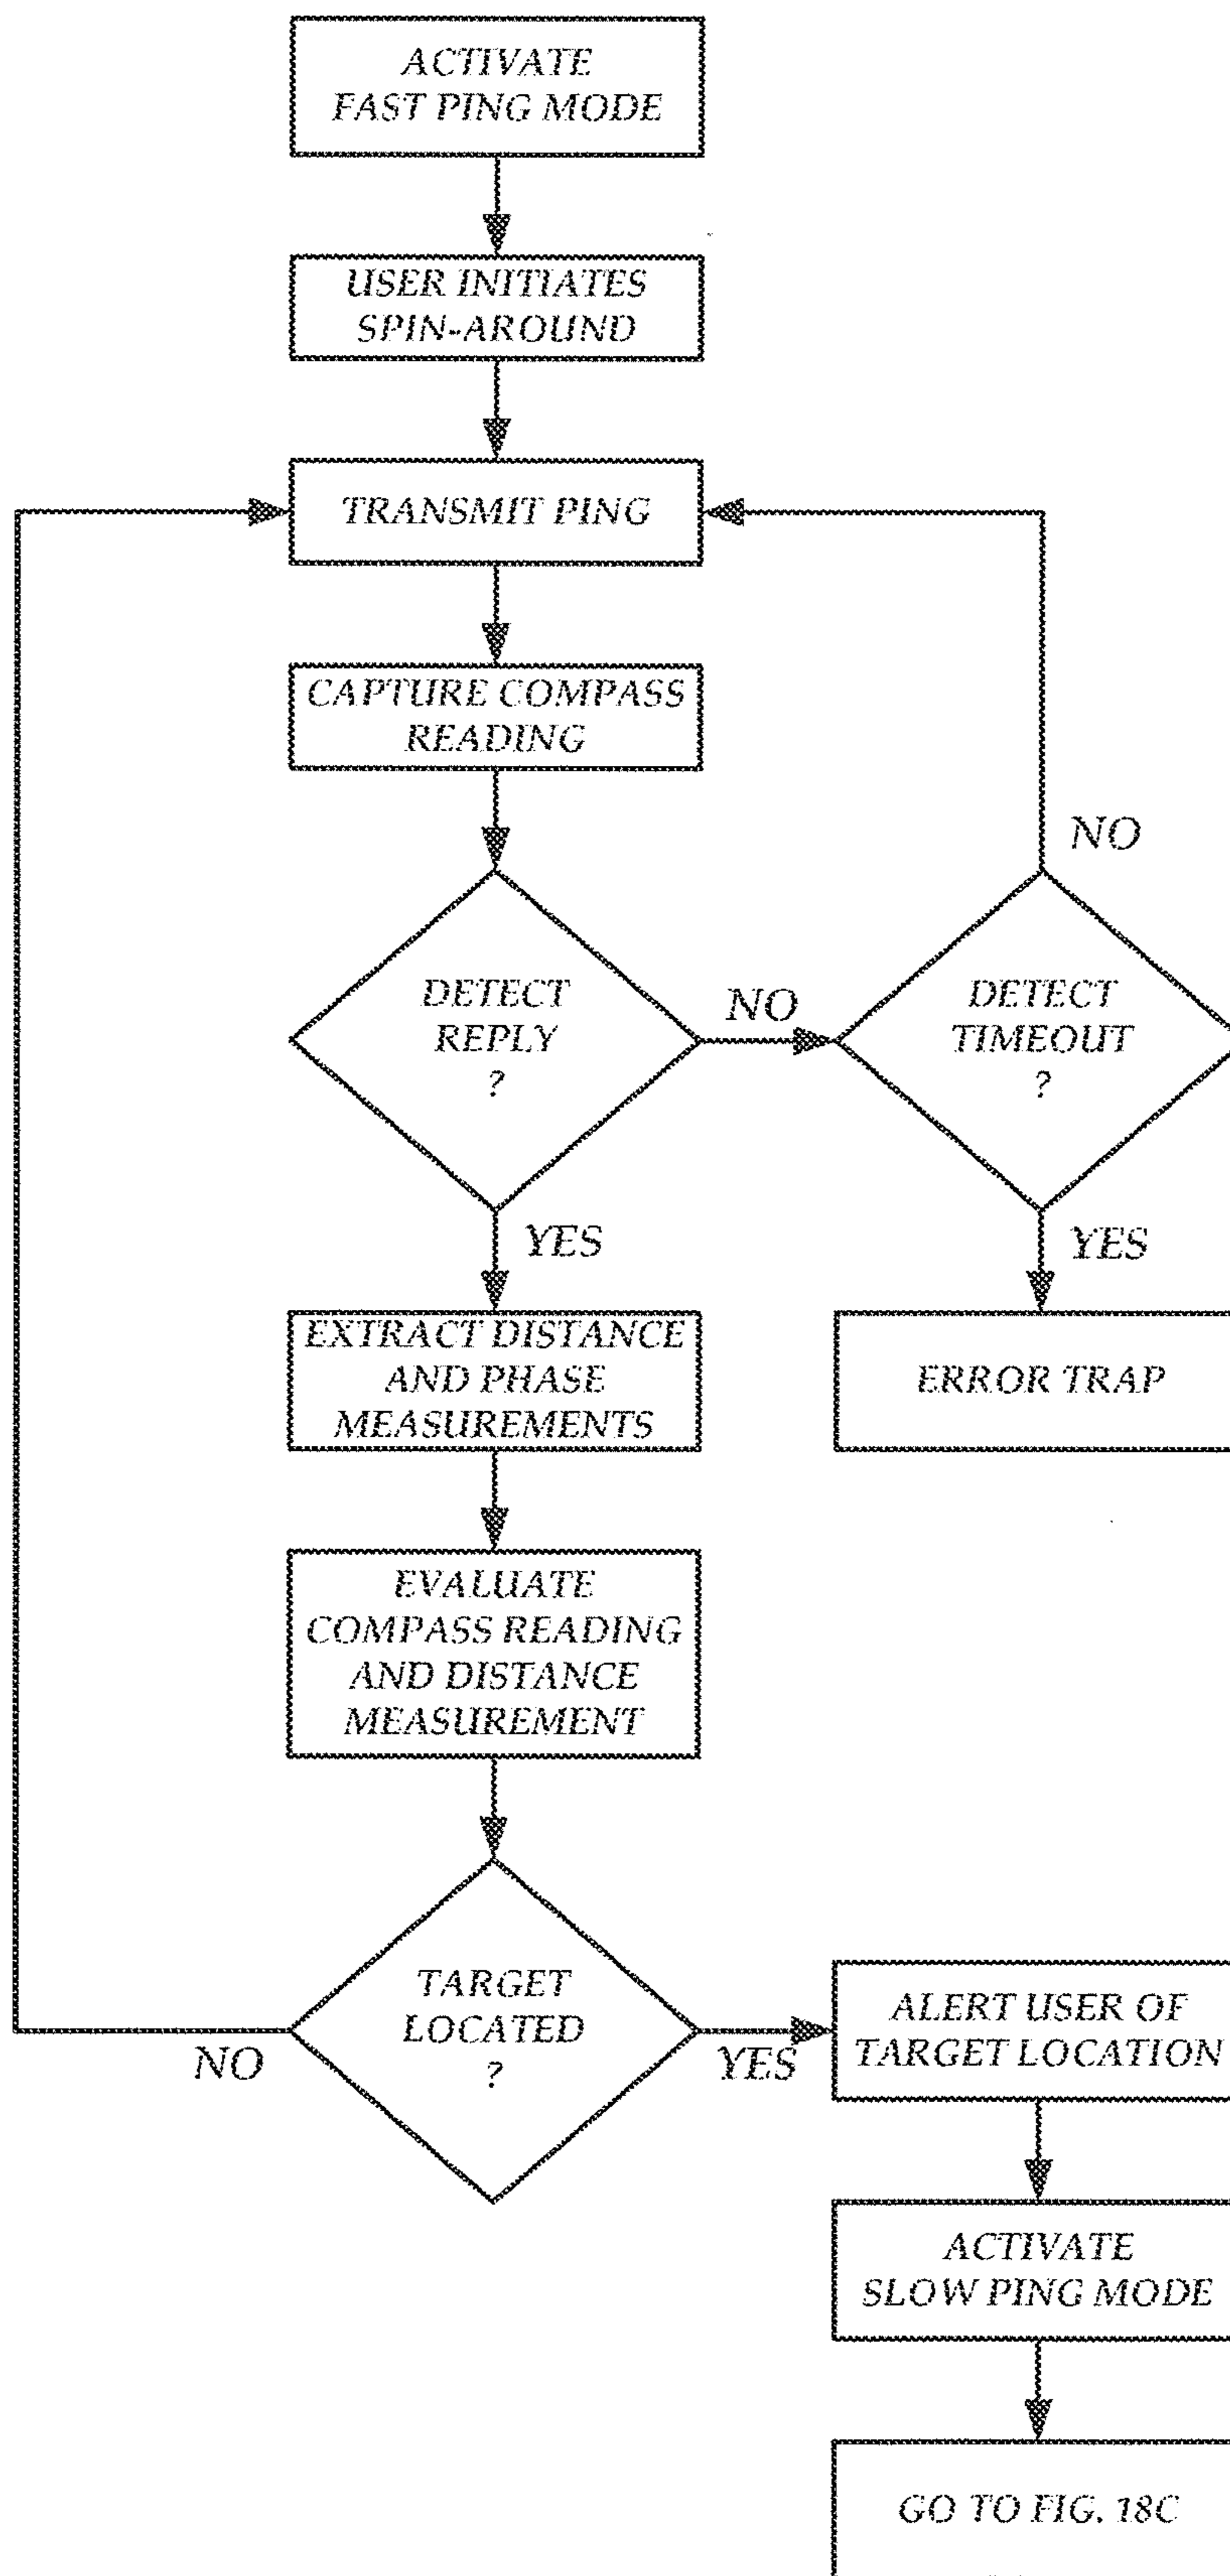 ACTIVATE
FAST PING MODE
USER INITIATES
SPIN-AROUND
TRANSMIT PING
CAPTURE COMPASS
READING
NO
DETECT
REPLY
?
NO
DETECT
TIMEOUT
?
YES
YES
EXTRACT DISTANCE
AND PHASE
MEASUREMENTS
ERROR TRAP
EVALUATE
COMPASS READING
AND DISTANCE
MEASUREMENT
TARGET
LOCATED
?
NO
YES
ALERT USER OF
TARGET LOCATION
ACTIVATE
SLOW PING MODE
GO TO FIG. 18C